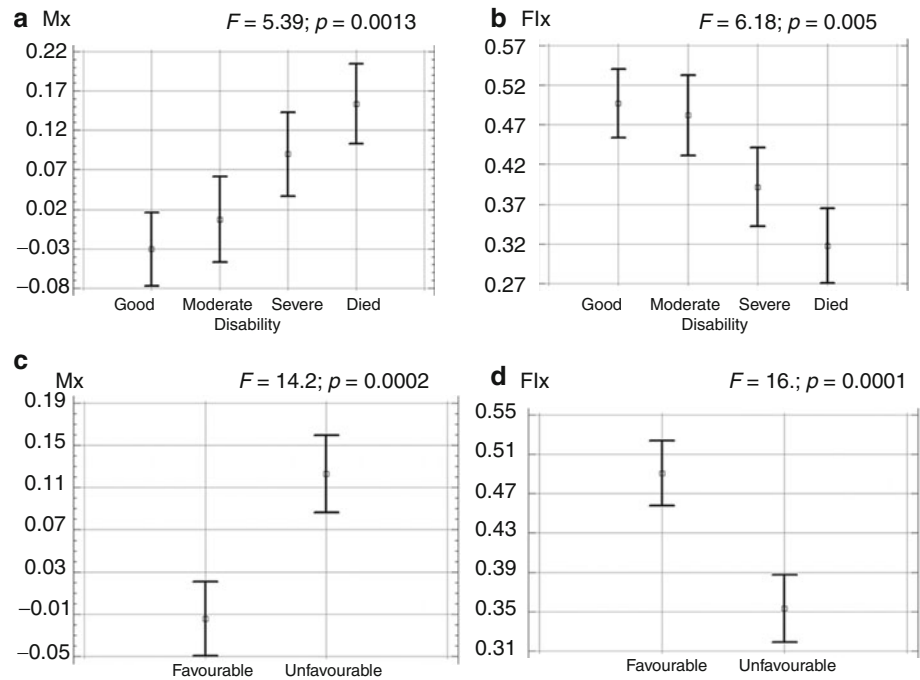 a Mx F = 5.39; p = 0.0013
0.22
0.17
0.12
0.07
0.02
−0.03
−0.08
Good Moderate Severe Died
Disability
b FIx F = 6.18; p = 0.005
0.57
0.52
0.47
0.42
0.37
0.32
0.27
Good Moderate Severe Died
Disability
c Mx F = 14.2; p = 0.0002
0.19
0.15
0.11
0.07
0.03
−0.01
−0.05
Favourable Unfavourable
d FIx F = 16.; p = 0.0001
0.55
0.51
0.47
0.43
0.39
0.35
0.31
Favourable Unfavourable